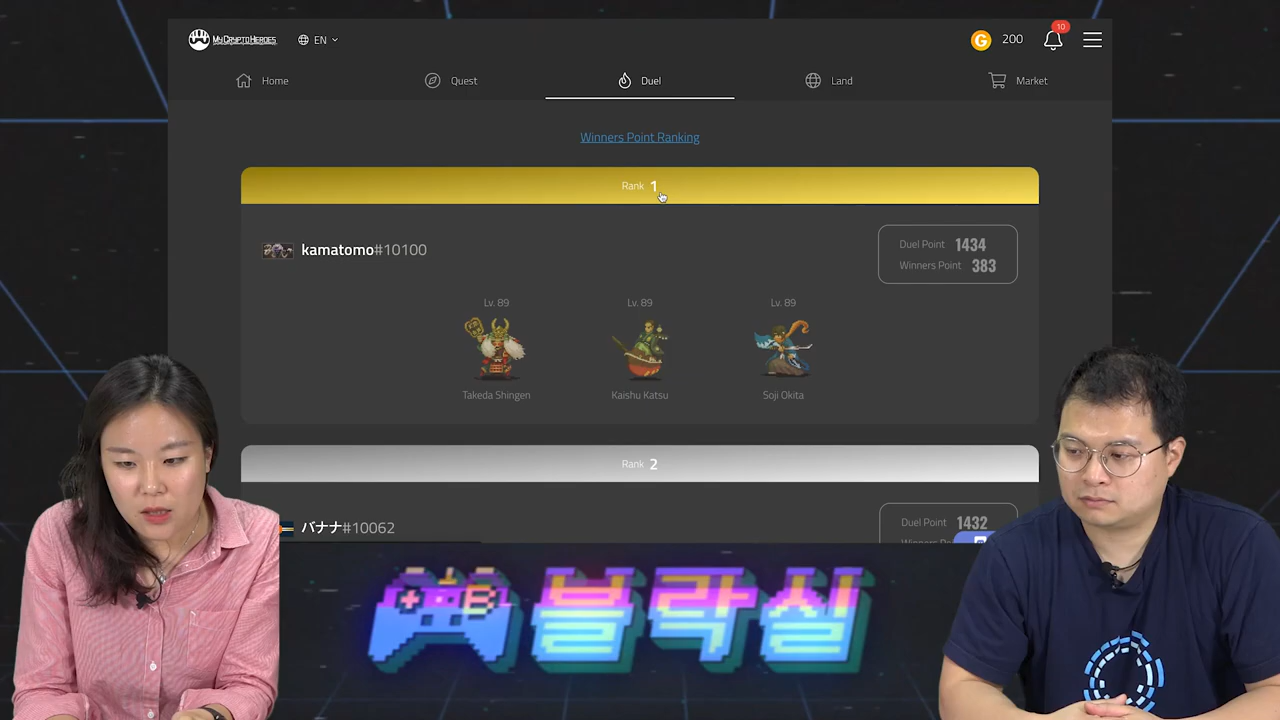 MyCryptoHeroes
EN
200
10
Home
Quest
Duel
Land
Market
Winners Point Ranking
Rank 1
kamatomo#10100
Duel Point 1434
Winners Point 383
Lv. 89
Lv. 89
Lv. 89
Takeda Shingen
Kaishu Katsu
Soji Okita
Rank 2
バナナ#10062
Duel Point 1432
블락실